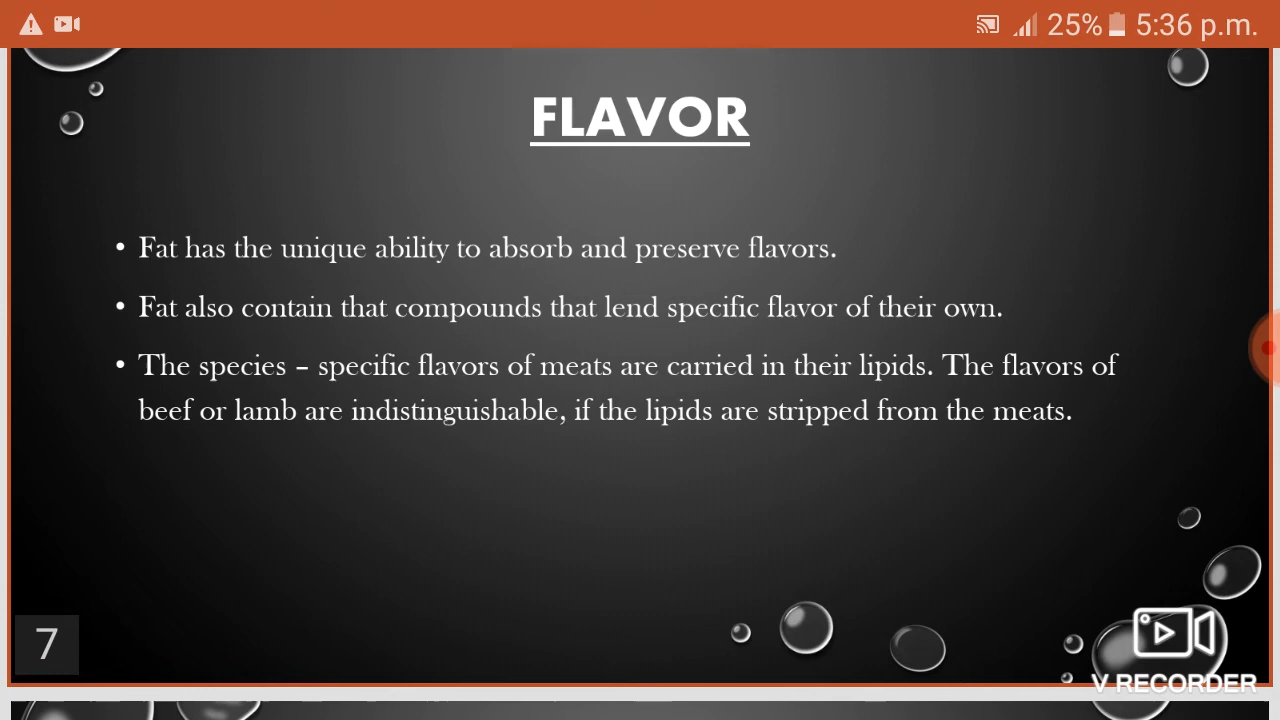 25% 5:36 p.m.
FLAVOR
• Fat has the unique ability to absorb and preserve flavors.
• Fat also contain that compounds that lend specific flavor of their own.
• The species – specific flavors of meats are carried in their lipids. The flavors of
beef or lamb are indistinguishable, if the lipids are stripped from the meats.
7
V RECORDER